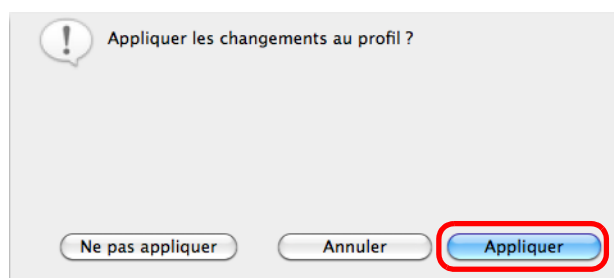 Appliquer les changements au profil ?
Ne pas appliquer
Annuler
Appliquer